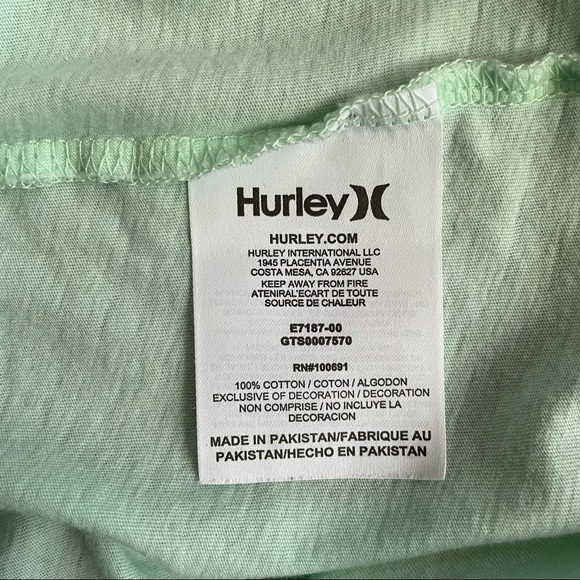 Hurley
HURLEY.COM
HURLEY INTERNATIONAL LLC
1945 PLACENTIA AVENUE
COSTA MESA, CA 92627 USA
KEEP AWAY FROM FIRE
ATENIRAL'ECART DE TOUTE
SOURCE DE CHALEUR
E7187-00
GTS0007570
RN#100691
100% COTTON / COTON / ALGODON
EXCLUSIVE OF DECORATION / DECORATION
NON COMPRISE / NO INCLUYE LA
DECORACION
MADE IN PAKISTAN/FABRIQUE AU
PAKISTAN/HECHO EN PAKISTAN